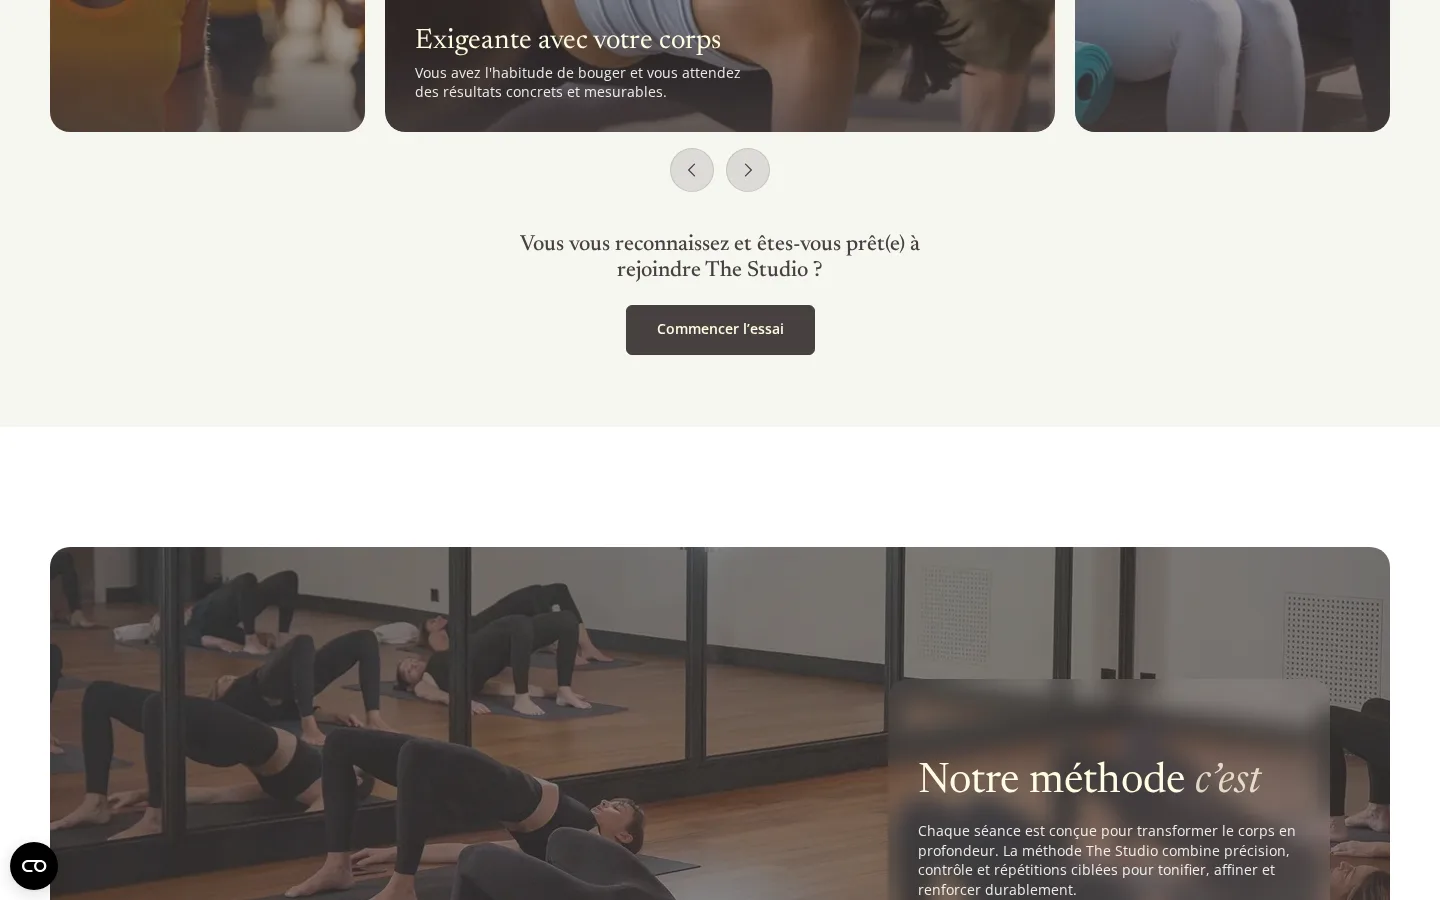 Exigeante avec votre corps
Vous avez l'habitude de bouger et vous attendez
des résultats concrets et mesurables.
Vous vous reconnaissez et êtes-vous prêt(e) à
rejoindre The Studio ?
Commencer l’essai
Notre méthode c’est
Chaque séance est conçue pour transformer le corps en
profondeur. La méthode The Studio combine précision,
contrôle et répétitions ciblées pour tonifier, affiner et
renforcer durablement.